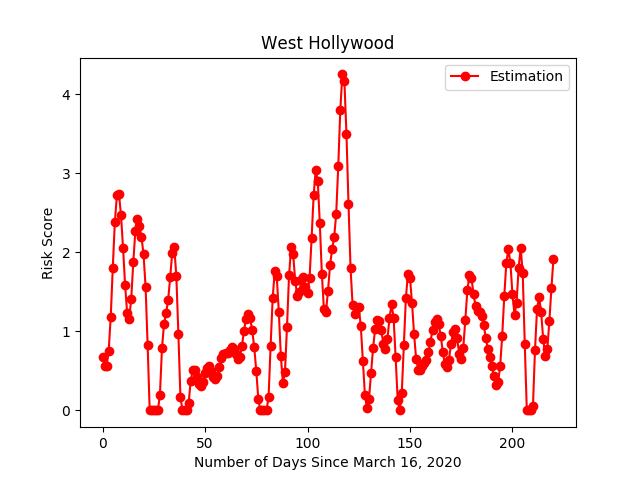 West Hollywood
Estimation
Risk Score
4
3
2
1
0
0 50 100 150 200
Number of Days Since March 16, 2020